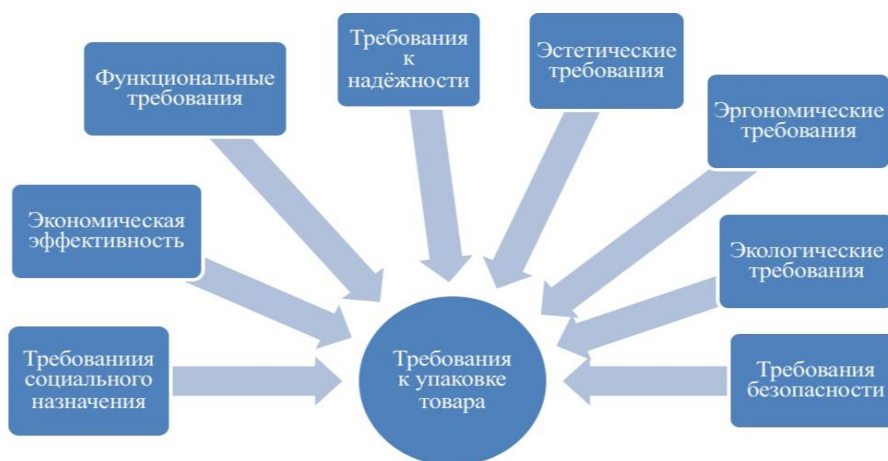 Требования
к
надёжности
Эстетические
требования
Функциональные
требования
Эргономические
требования
Экономическая
эффективность
Экологические
требования
Требованиия
социального
назначения
Требования
к упаковке
товара
Требования
безопасности